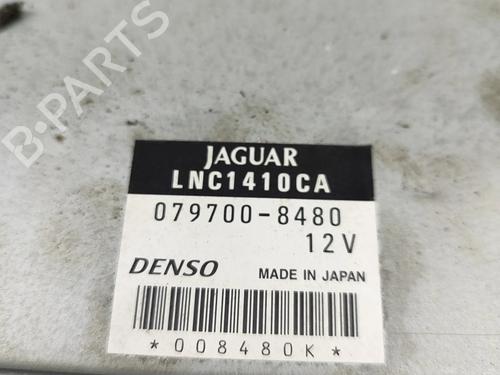 B-PARTS
JAGUAR
LNC1410CA
079700-8480
12V
DENSO MADE IN JAPAN
*008480K*